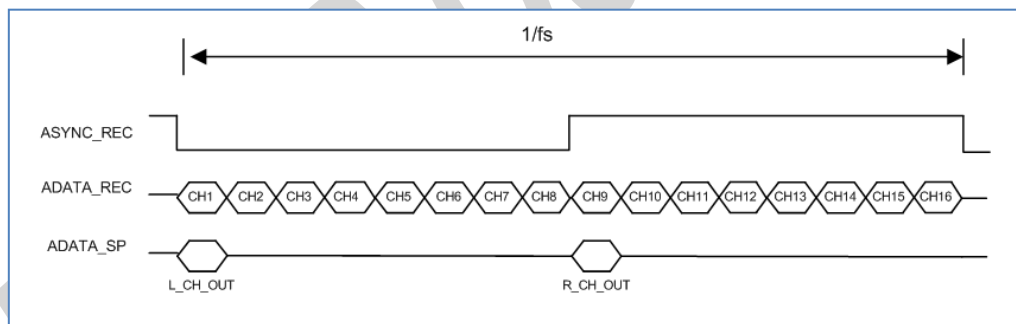 1/fs
ASYNC_REC
ADATA_REC
CH1 CH2 CH3 CH4 CH5 CH6 CH7 CH8 CH9 CH10 CH11 CH12 CH13 CH14 CH15 CH16
ADATA_SP
L_CH_OUT R_CH_OUT